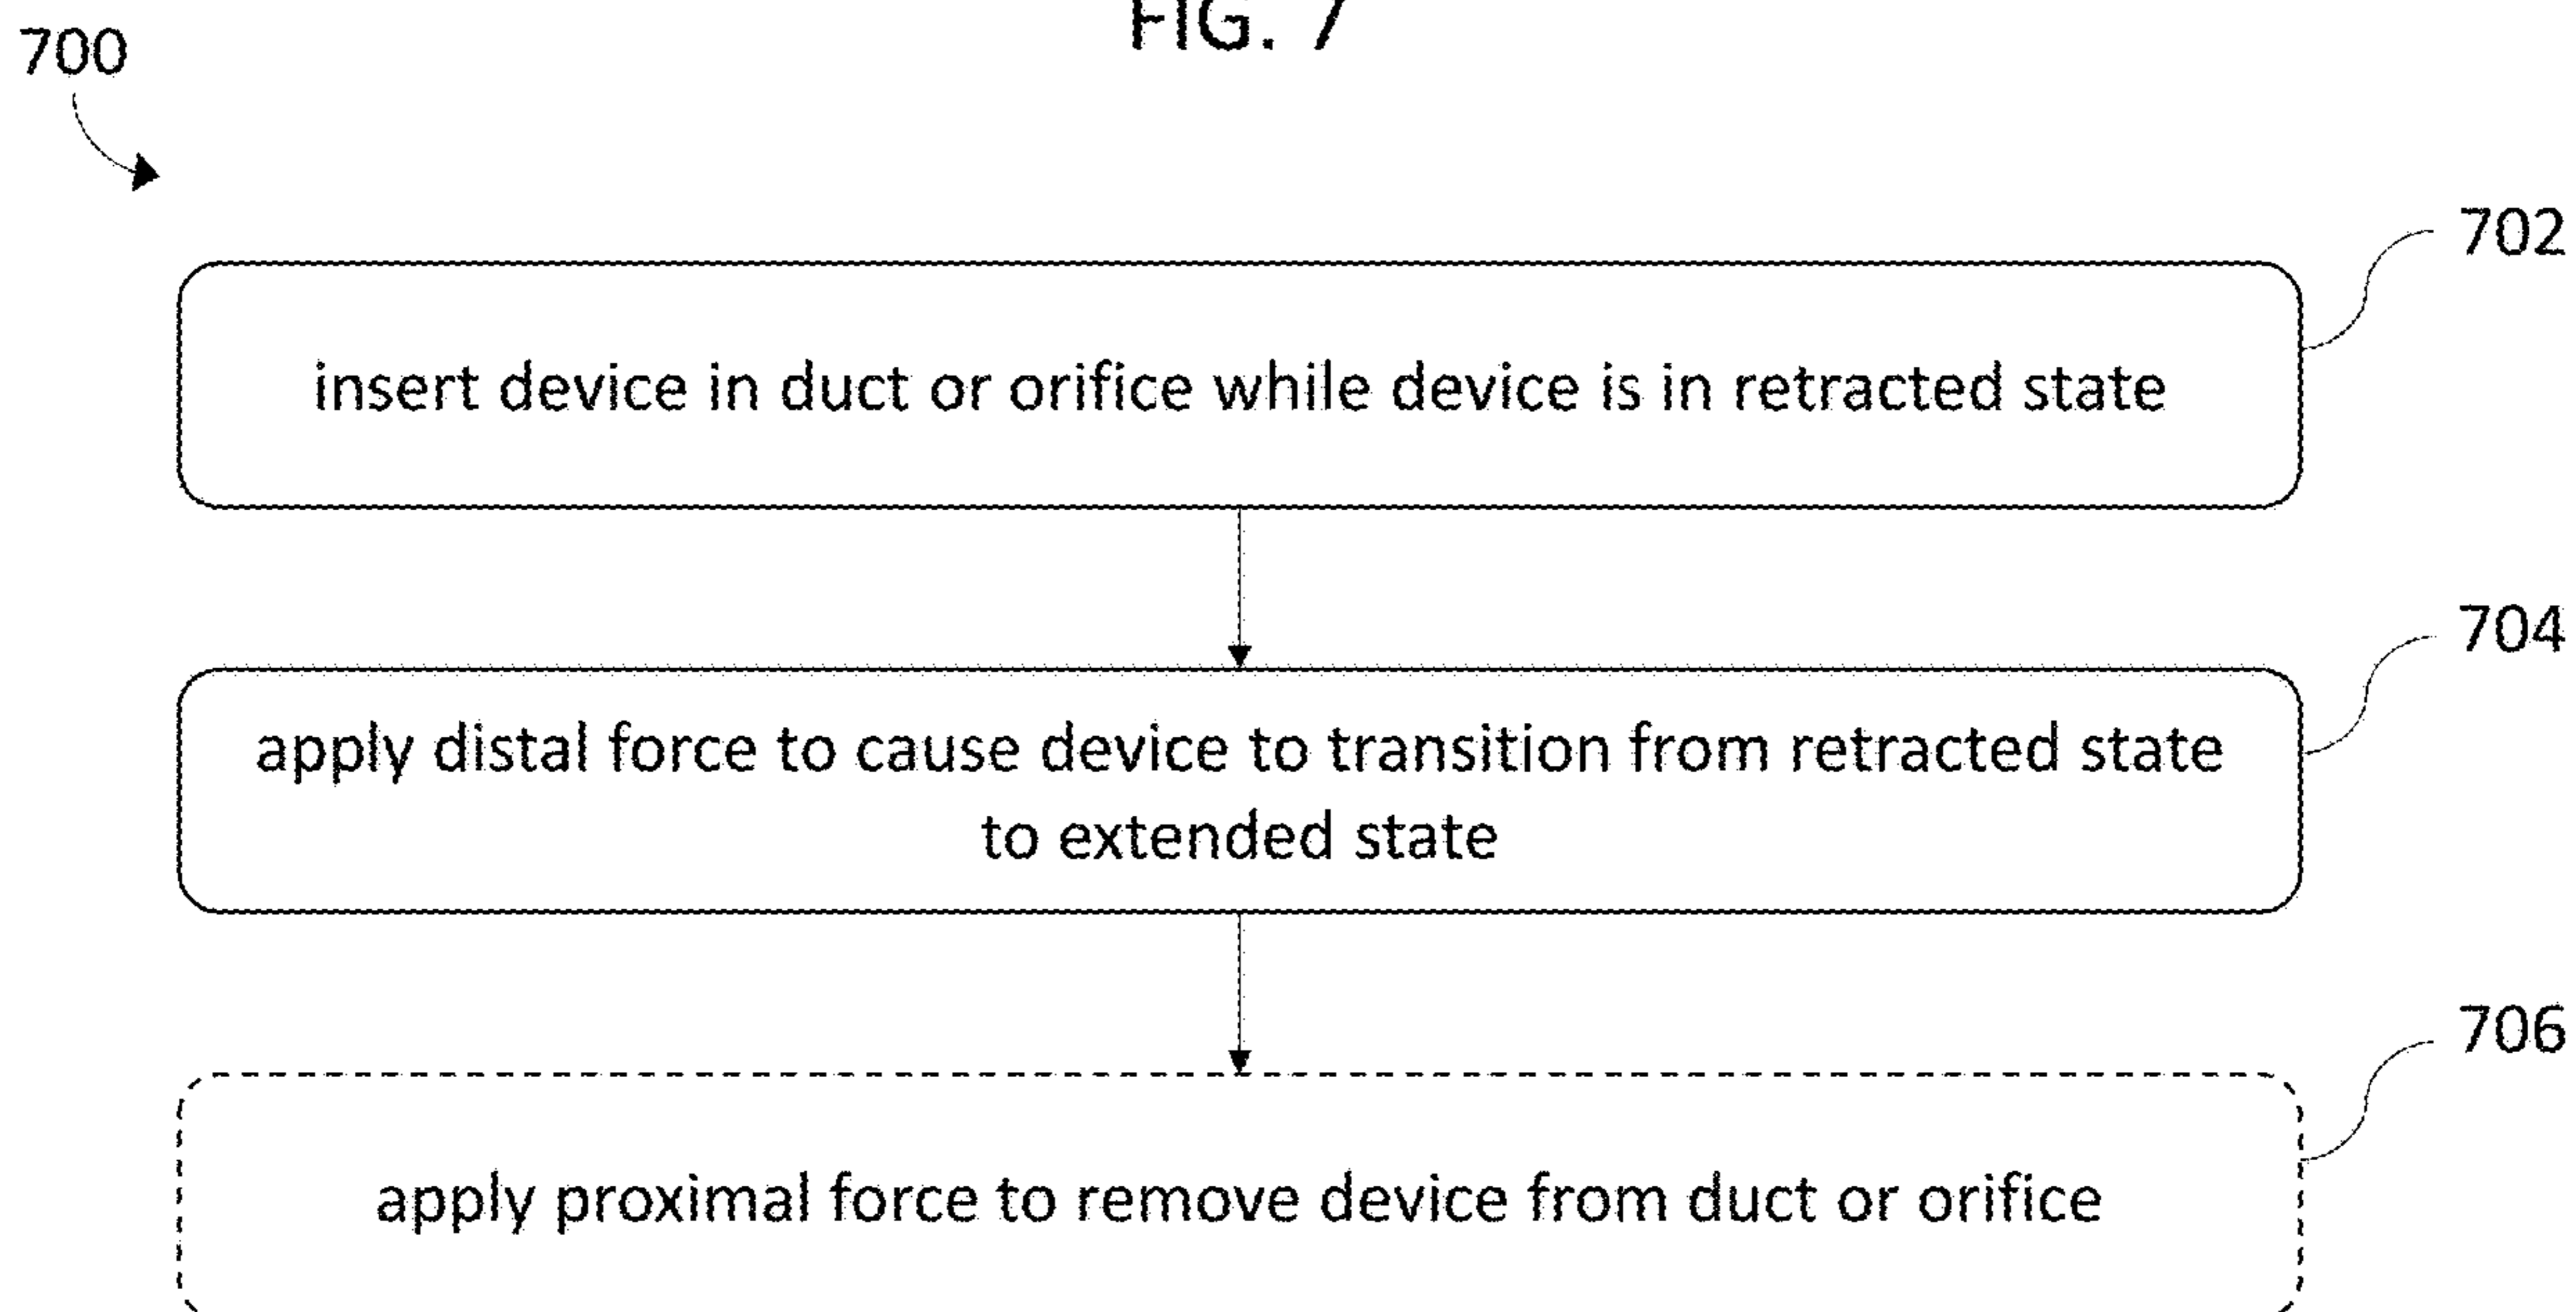 FIG. 7
700
702
insert device in duct or orifice while device is in retracted state
704
apply distal force to cause device to transition from retracted state
to extended state
706
apply proximal force to remove device from duct or orifice